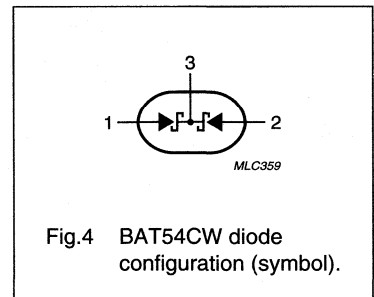 3
1 2
MLC359
Fig.4 BAT54CW diode
configuration (symbol).